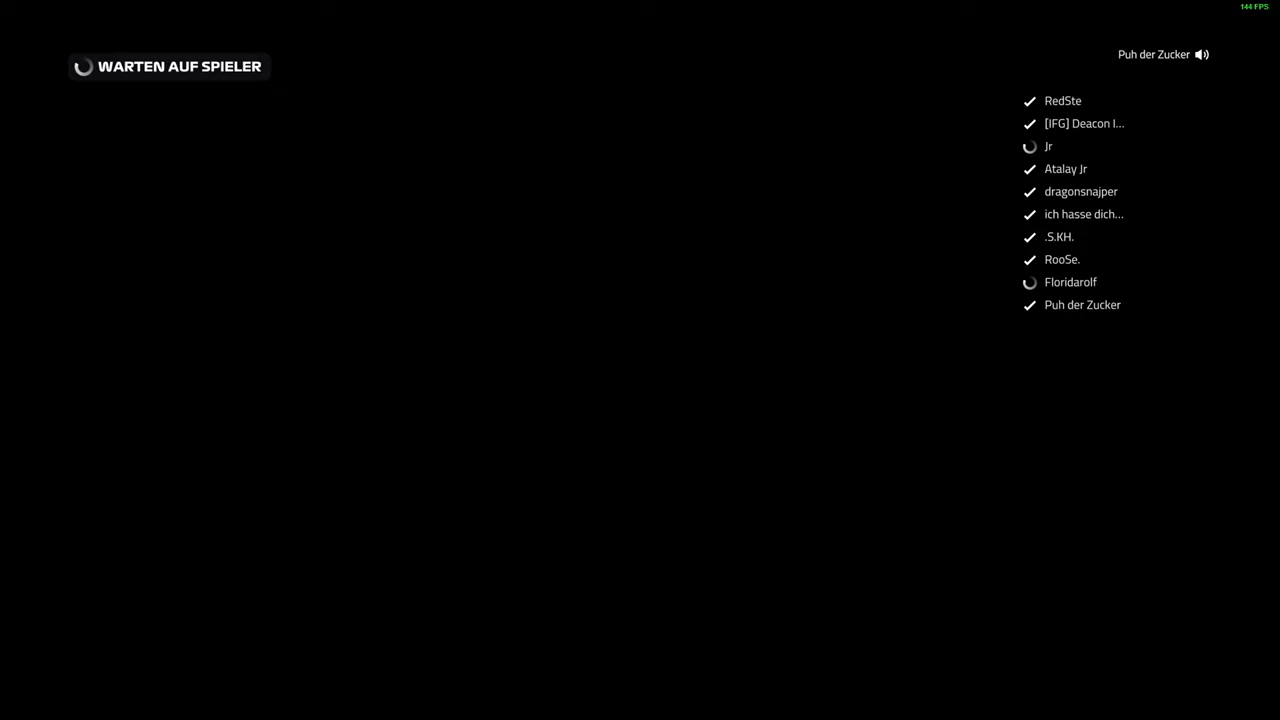 144 FPS
WARTEN AUF SPIELER
Puh der Zucker
RedSte
[IFG] Deacon I...
Jr
Atalay Jr
dragonsnajper
ich hasse dich...
.S.KH.
RooSe.
Floridarolf
Puh der Zucker